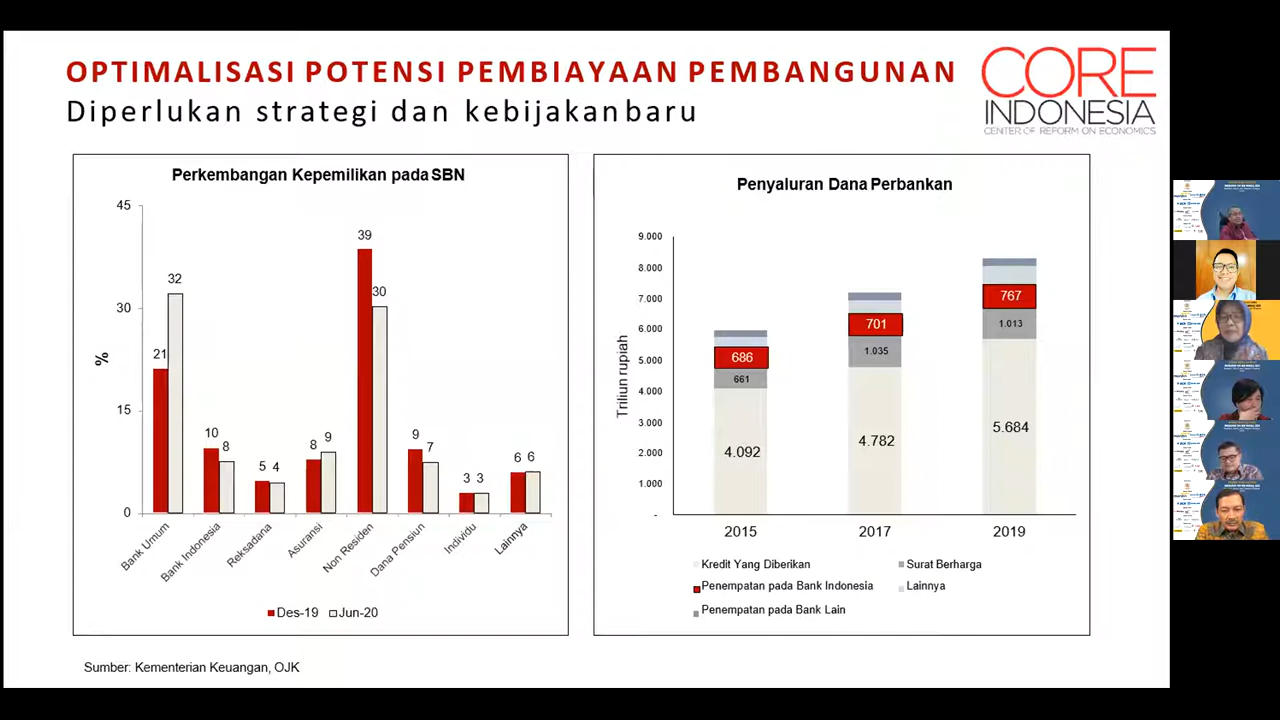 OPTIMALISASI POTENSI PEMBIAYAAN PEMBANGUNAN
Diperlukan strategi dan kebijakanbaru
CORE
INDONESIA
CENTER OF REFORM ON ECONOMICS
Perkembangan Kepemilikan pada SBN
45
30
15
0
%
21
32
10
8
5
4
8
9
39
30
9
7
3
3
6
6
Bank Umum
Bank Indonesia
Reksadana
Asuransi
Non Residen
Dana Pensiun
Individu
Lainnya
Des-19
Jun-20
Penyaluran Dana Perbankan
Triliun rupiah
9.000
8.000
7.000
6.000
5.000
4.000
3.000
2.000
1.000
-
686
661
4.092
701
1.035
4.782
767
1.013
5.684
2015
2017
2019
Kredit Yang Diberikan
Surat Berharga
Penempatan pada Bank Indonesia
Lainnya
Penempatan pada Bank Lain
Sumber: Kementerian Keuangan, OJK